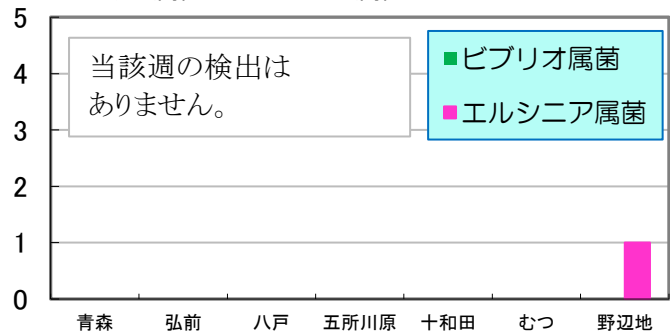 5
4
3
2
1
0
当該週の検出は
ありません。
■ビブリオ属菌
■エルシニア属菌
青森 弘前 八戸 五所川原 十和田 むつ 野辺地